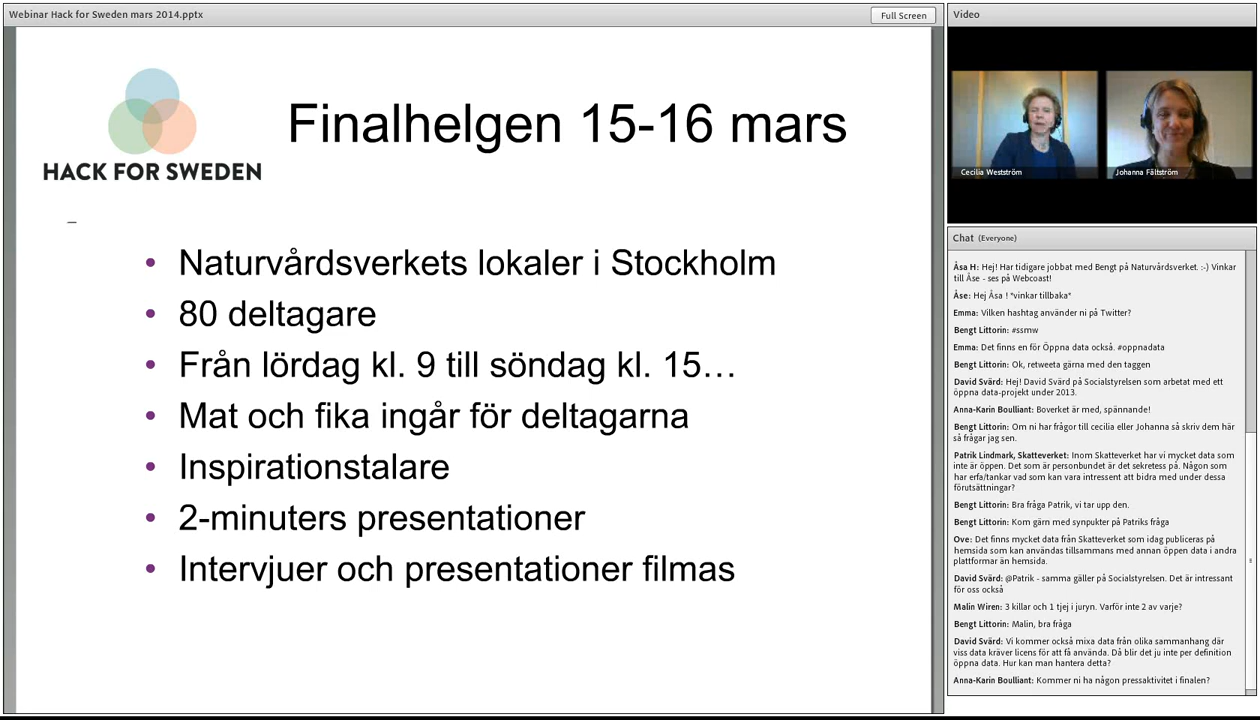 Webinar Hack for Sweden mars 2014.pptx
Full Screen
HACK FOR SWEDEN
Finalhelgen 15-16 mars
–
• Naturvårdsverkets lokaler i Stockholm
• 80 deltagare
• Från lördag kl. 9 till söndag kl. 15…
• Mat och fika ingår för deltagarna
• Inspirationstalare
• 2-minuters presentationer
• Intervjuer och presentationer filmas
Video
Cecilia Westström
Johanna Fältström
Chat (Everyone)
Åsa H: Hej! Har tidigare jobbat med Bengt på Naturvårdsverket. :-) Vinkar
till Åse - ses på Webcoast!
Åse: Hej Åsa ! *vinkar tillbaka*
Emma: Vilken hashtag använder ni på Twitter?
Bengt Littorin: #ssmw
Emma: Det finns en för Öppna data också. #oppnadata
Bengt Littorin: Ok, retweeta gärna med den taggen
David Svärd: Hej! David Svärd på Socialstyrelsen som arbetat med ett
öppna data-projekt under 2013.
Anna-Karin Boulliant: Boverket är med, spännande!
Bengt Littorin: Om ni har frågor till cecilia eller Johanna så skriv dem här
så frågar jag sen.
Patrik Lindmark, Skatteverket: Inom Skatteverket har vi mycket data som
inte är öppen. Det som är personbundet är det sekretess på. Någon som
har erfa/tankar vad som kan vara intressent att bidra med under dessa
förutsättningar?
Bengt Littorin: Bra fråga Patrik, vi tar upp den.
Bengt Littorin: Kom gärn med synpukter på Patriks fråga
Ove: Det finns mycket data från Skatteverket som idag publiceras på
hemsida som kan användas tillsammans med annan öppen data i andra
plattformar än hemsida.
David Svärd: @Patrik - samma gäller på Socialstyrelsen. Det är intressant
för oss också
Malin Wiren: 3 killar och 1 tjej i juryn. Varför inte 2 av varje?
Bengt Littorin: Malin, bra fråga
David Svärd: Vi kommer också mixa data från olika sammanhang där
viss data kräver licens för att få använda. Då blir det ju inte per definition
öppna data. Hur kan man hantera detta?
Anna-Karin Boulliant: Kommer ni ha någon pressaktivitet i finalen?